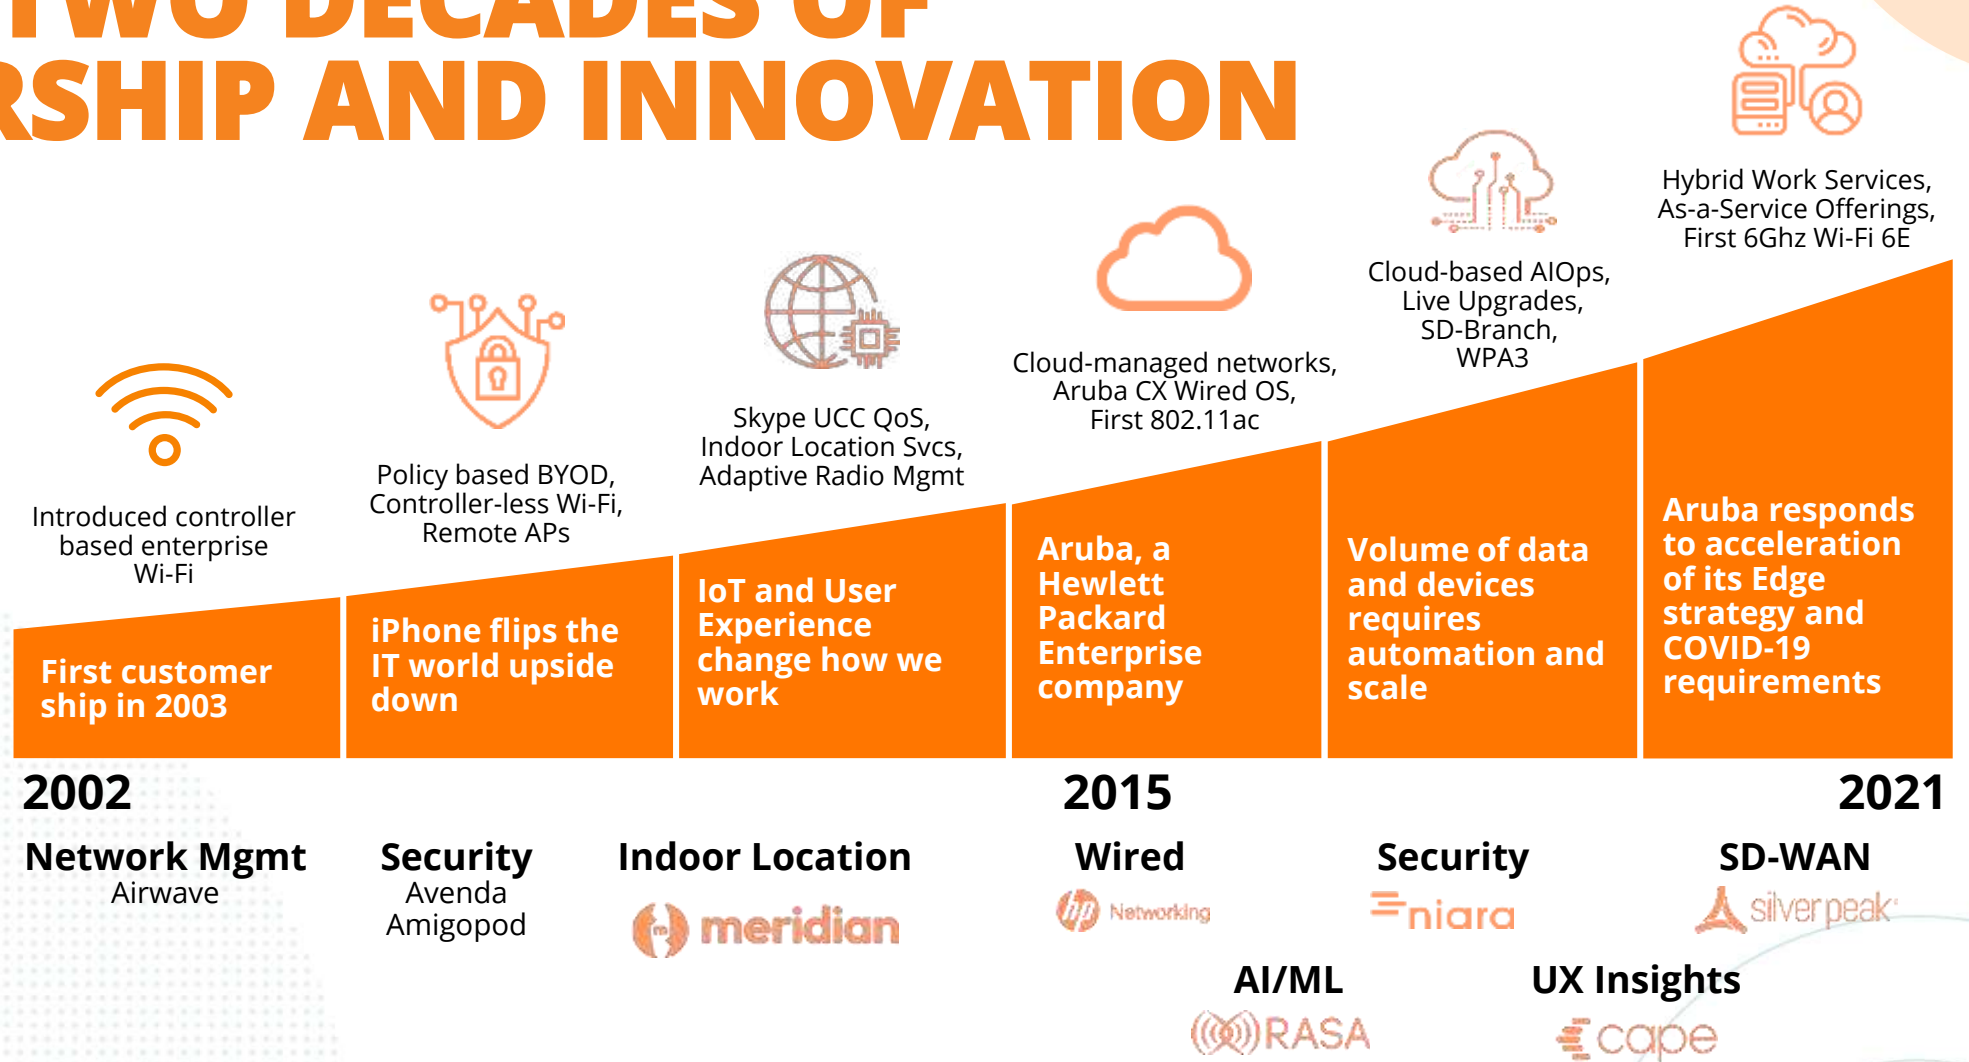 TWO DECADES OF
RSHIP AND INNOVATION
Introduced controller
based enterprise
Wi-Fi
Policy based BYOD,
Controller-less Wi-Fi,
Remote APs
Skype UCC QoS,
Indoor Location Svcs,
Adaptive Radio Mgmt
Cloud-managed networks,
Aruba CX Wired OS,
First 802.11ac
Cloud-based AIOps,
Live Upgrades,
SD-Branch,
WPA3
Hybrid Work Services,
As-a-Service Offerings,
First 6Ghz Wi-Fi 6E
First customer
ship in 2003
iPhone flips the
IT world upside
down
IoT and User
Experience
change how we
work
Aruba, a
Hewlett
Packard
Enterprise
company
Volume of data
and devices
requires
automation and
scale
Aruba responds
to acceleration
of its Edge
strategy and
COVID-19
requirements
2002
2015
2021
Network Mgmt
Airwave
Security
Avenda
Amigopod
Indoor Location
meridian
Wired
hp Networking
Security
niara
SD-WAN
silver peak
AI/ML
RASA
UX Insights
cape